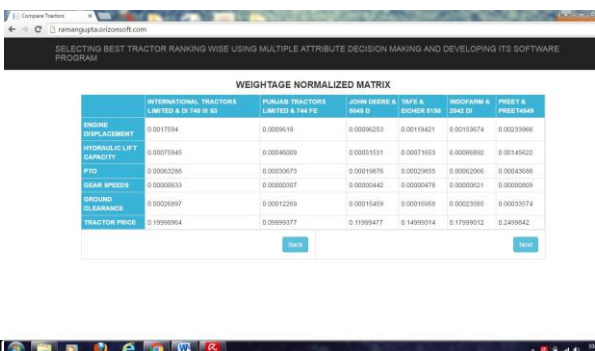 Compare Tractors
ramangupta.orizonsoft.com
SELECTING BEST TRACTOR RANKING WISE USING MULTIPLE ATTRIBUTE DECISION MAKING AND DEVELOPING ITS SOFTWARE
PROGRAM
WEIGHTAGE NORMALIZED MATRIX
INTERNATIONAL TRACTORS PUNJAB TRACTORS JOHN DEERE & TAFE & INDOFARM & PREET &
LIMITED & DI 740 III S3 LIMITED & 744 FE 5045 D EICHER 5150 2042 DI PREET4549
ENGINE
DISPLACEMENT 0.0017594 0.0009619 0.00096253 0.00119421 0.00153674 0.00233966
HYDRAULIC LIFT
CAPACITY 0.00075945 0.00046009 0.00051531 0.00071653 0.00086892 0.00145622
PTO 0.00063288 0.00030673 0.00019876 0.00029855 0.00062066 0.00043686
GEAR SPEEDS 0.00000633 0.00000307 0.00000442 0.00000478 0.00000621 0.00000809
GROUND
CLEARANCE 0.00026897 0.00012269 0.00015459 0.00016958 0.00023585 0.00033574
TRACTOR PRICE 0.19998964 0.09999377 0.11999477 0.14999314 0.17999012 0.2499842
Back Next